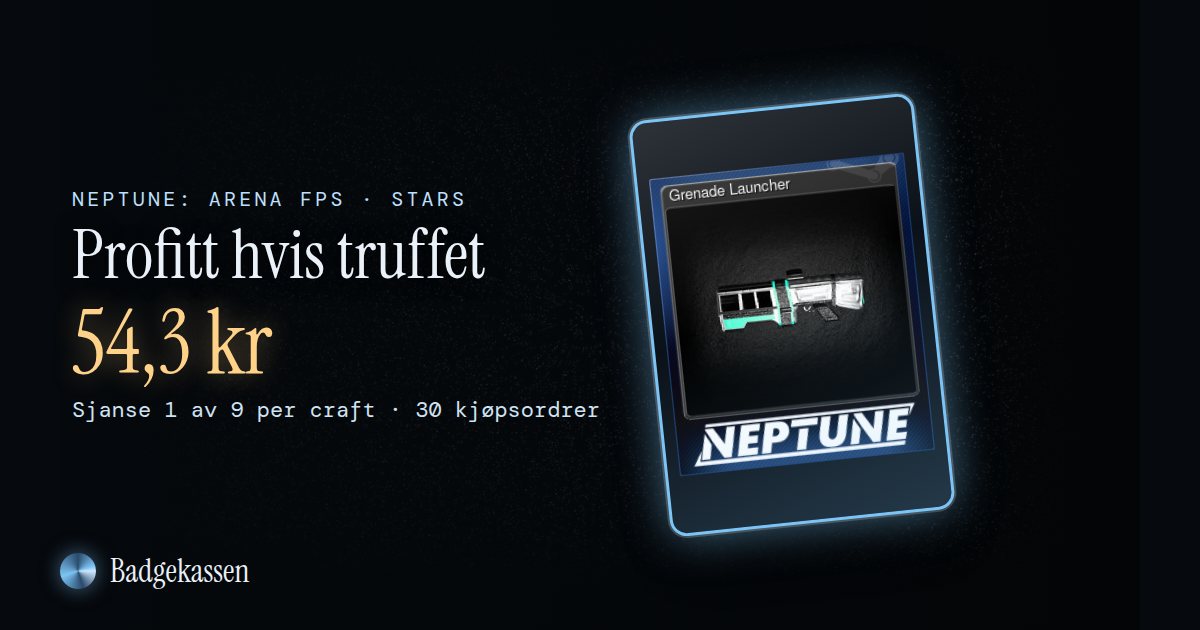 NEPTUNE: ARENA FPS · STARS
Profitt hvis truffet
54,3 kr
Sjanse 1 av 9 per craft · 30 kjøpsordrer
Grenade Launcher
NEPTUNE
Badgekassen